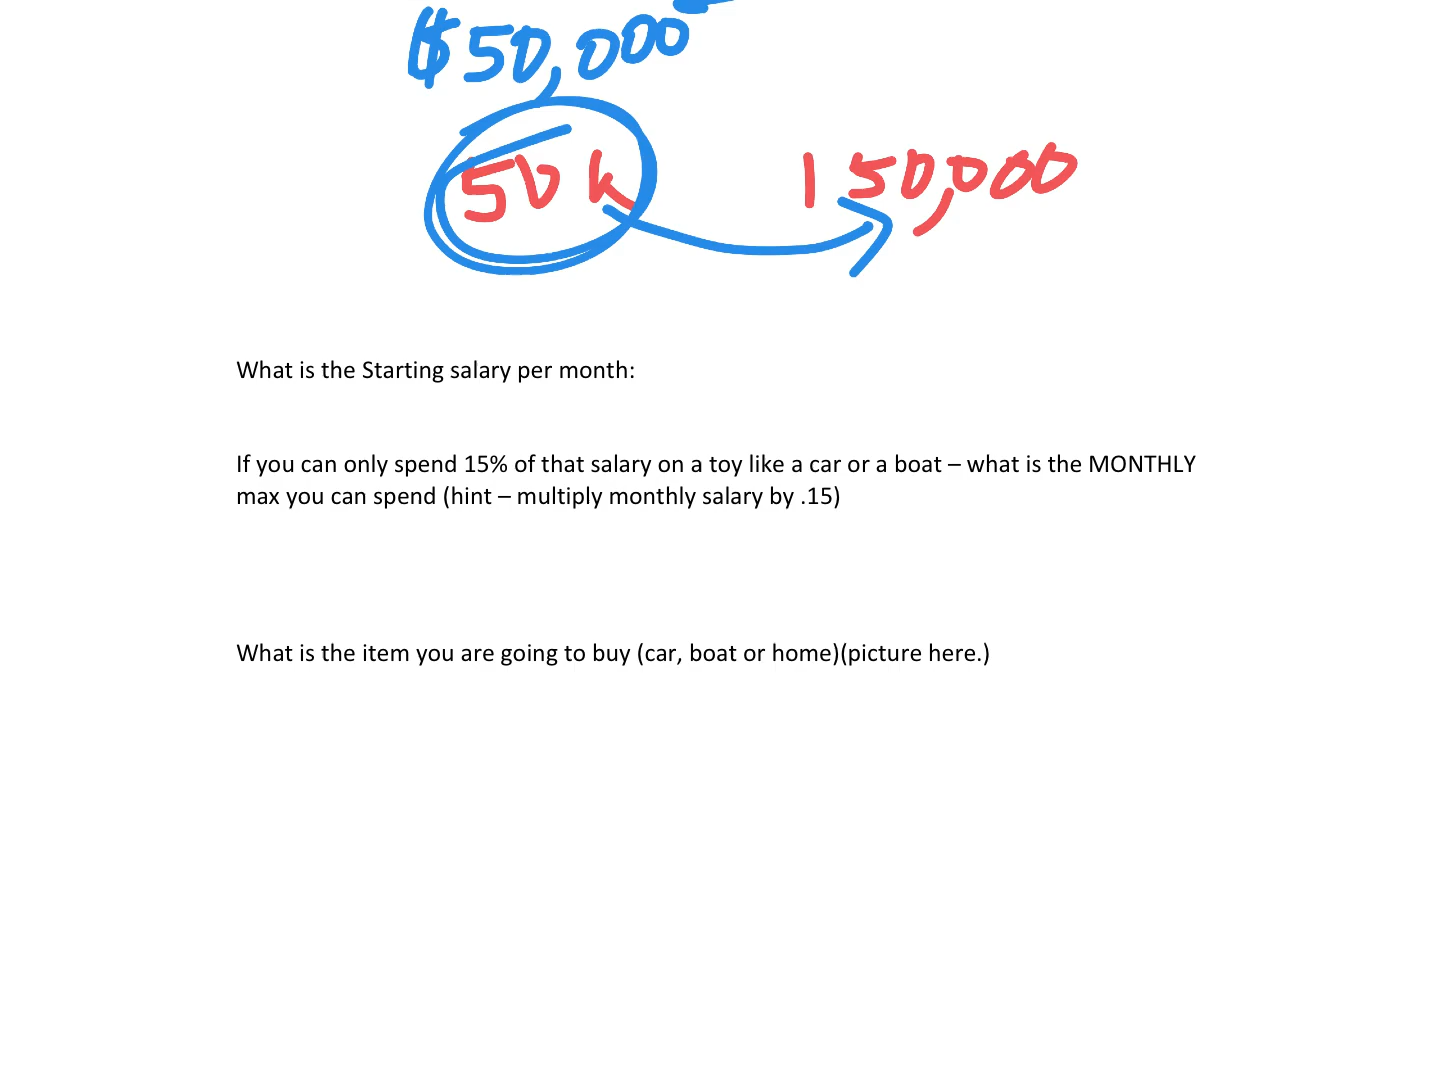 $50,000
50k 150,000
What is the Starting salary per month:
If you can only spend 15% of that salary on a toy like a car or a boat – what is the MONTHLY
max you can spend (hint – multiply monthly salary by .15)
What is the item you are going to buy (car, boat or home)(picture here.)